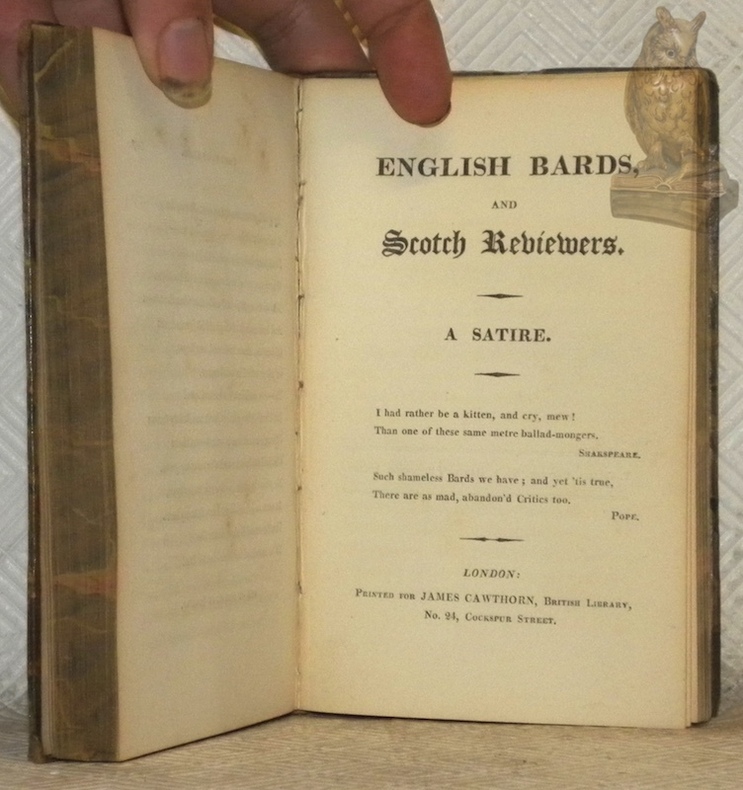 ENGLISH BARDS,
AND
Scotch Reviewers.
A SATIRE.
I had rather be a kitten, and cry, mew!
Than one of these same metre ballad-mongers.
SHAKSPEARE.
Such shameless Bards we have; and yet 'tis true,
There are as mad, abandon'd Critics too.
POPE.
LONDON:
PRINTED FOR JAMES CAWTHORN, BRITISH LIBRARY,
No. 24, COCKSPUR STREET.